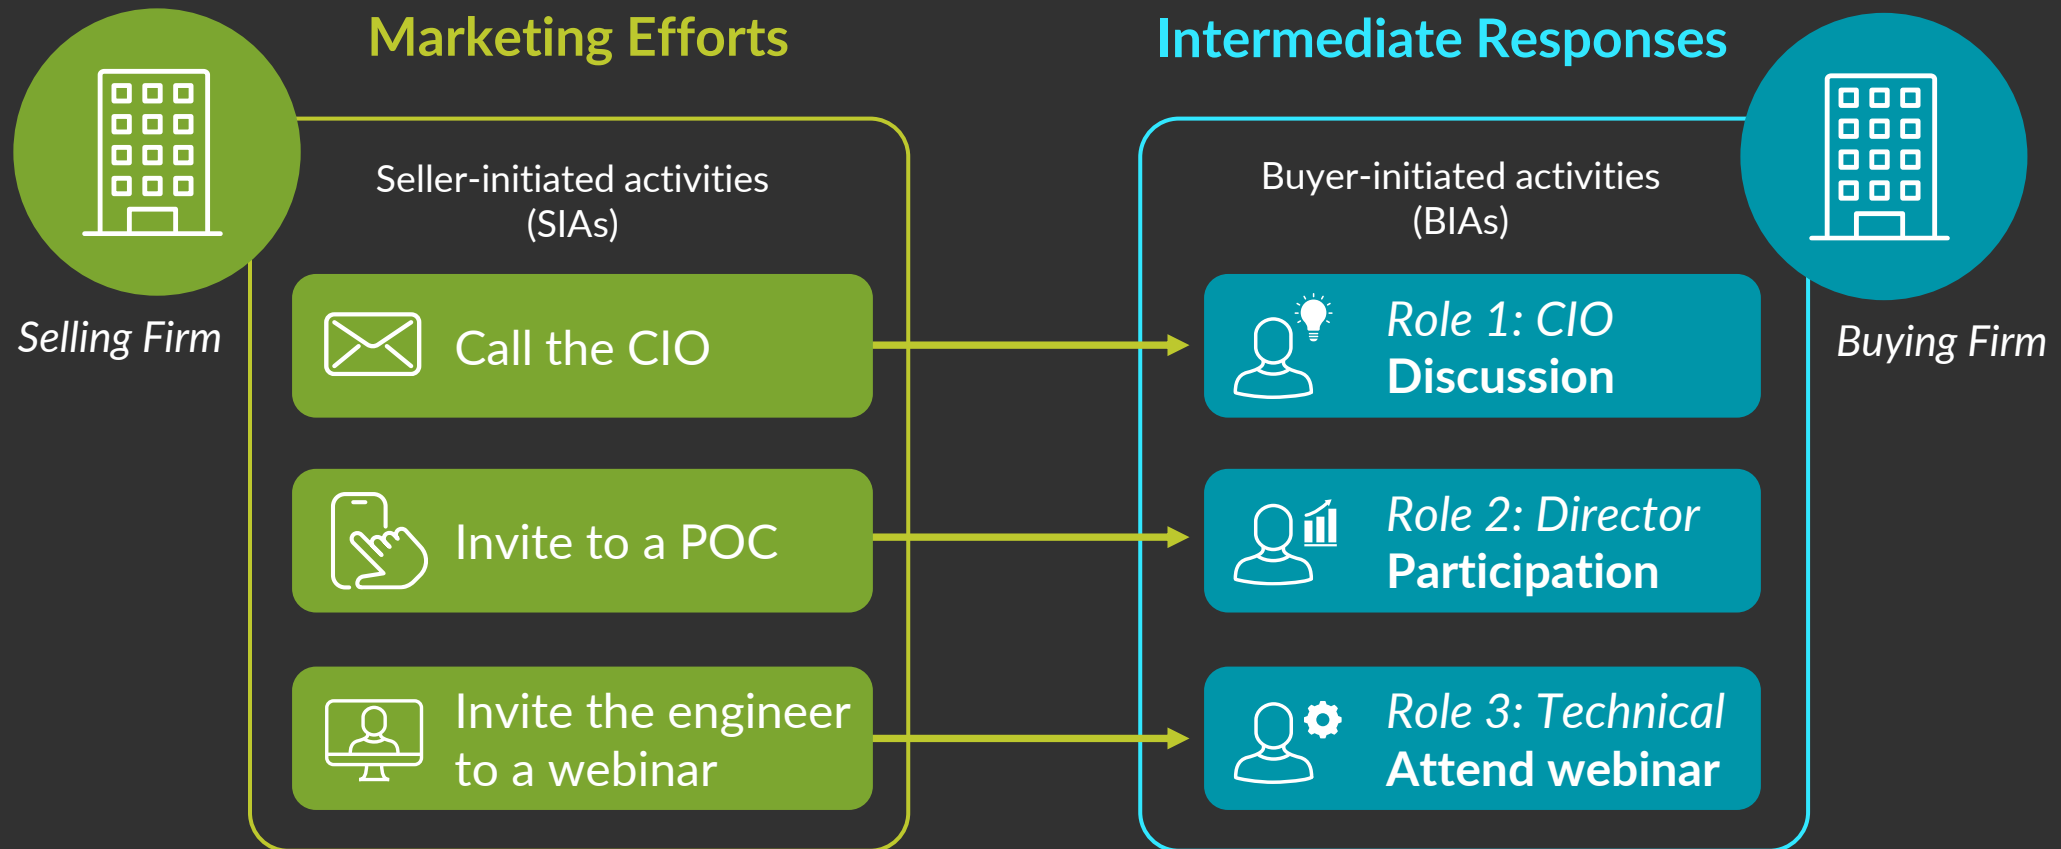 Marketing Efforts
Intermediate Responses
Selling Firm
Seller-initiated activities
(SIAs)
Call the CIO
Invite to a POC
Invite the engineer
to a webinar
Buyer-initiated activities
(BIAs)
Role 1: CIO
Discussion
Role 2: Director
Participation
Role 3: Technical
Attend webinar
Buying Firm